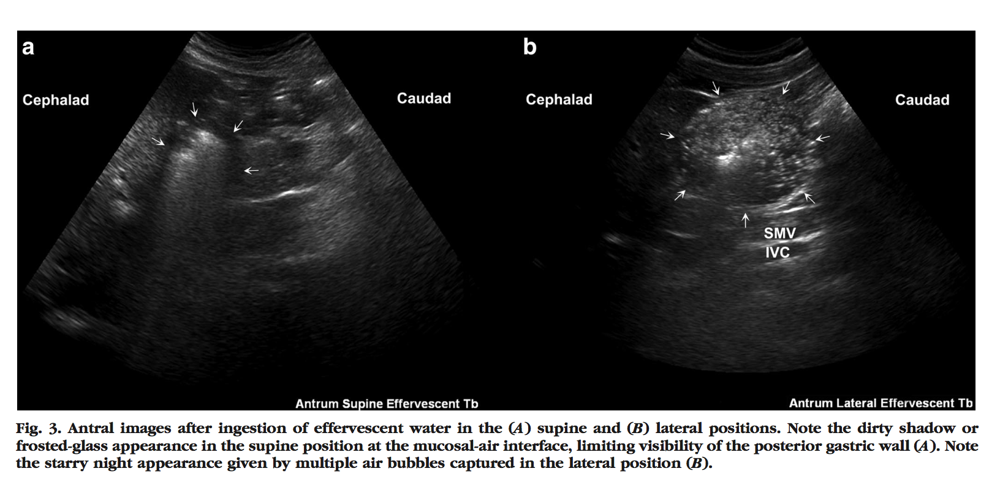 a
b
Cephalad
Caudad
Cephalad
Caudad
SMV
IVC
Antrum Supine Effervescent Tb
Antrum Lateral Effervescent Tb
Fig. 3. Antral images after ingestion of effervescent water in the (A) supine and (B) lateral positions. Note the dirty shadow or
frosted-glass appearance in the supine position at the mucosal-air interface, limiting visibility of the posterior gastric wall (A). Note
the starry night appearance given by multiple air bubbles captured in the lateral position (B).